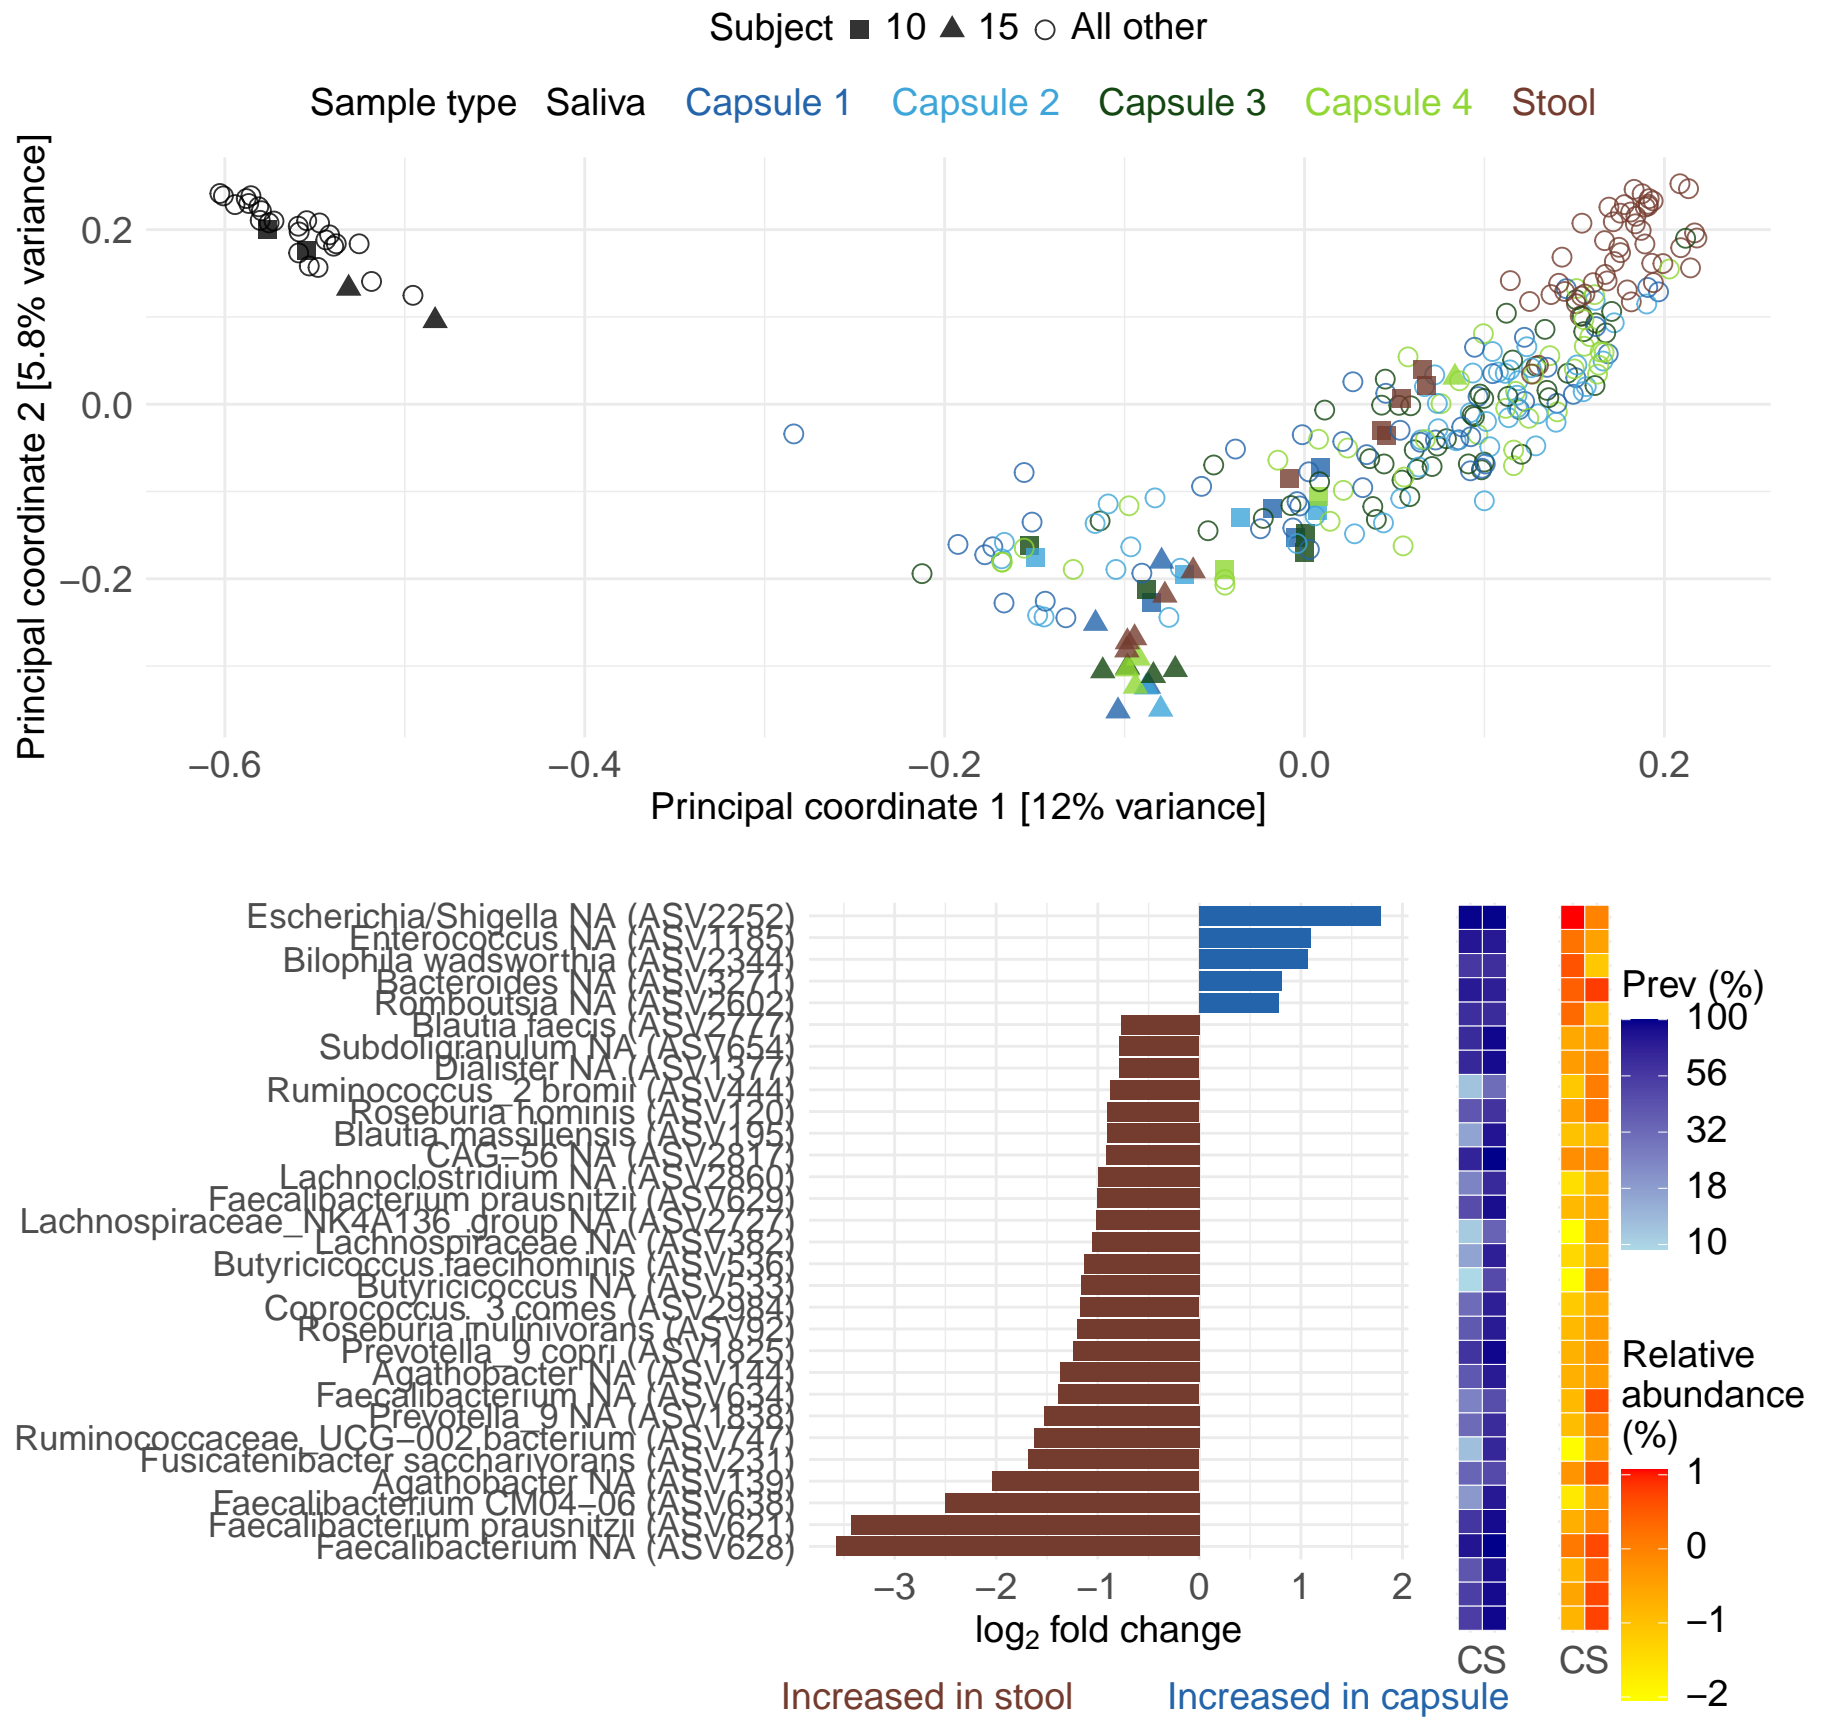 Subject 10 15 All other
Sample type Saliva Capsule 1 Capsule 2 Capsule 3 Capsule 4 Stool
Principal coordinate 2 [5.8% variance]
0.2
0.0
−0.2
−0.6 −0.4 −0.2 0.0 0.2
Principal coordinate 1 [12% variance]
Escherichia/Shigella NA (ASV2252)
Enterococcus NA (ASV1185)
Bilophila wadsworthia (ASV2344)
Bacteroides NA (ASV3271)
Romboutsia NA (ASV2602)
Blautia faecis (ASV2777)
Subdoligranulum NA (ASV654)
Dialister NA (ASV1377)
Ruminococcus_2 bromii (ASV444)
Roseburia hominis (ASV120)
Blautia massiliensis (ASV195)
CAG−56 NA (ASV2817)
Lachnoclostridium NA (ASV2860)
Faecalibacterium prausnitzii (ASV629)
Lachnospiraceae_NK4A136_group NA (ASV2727)
Lachnospiraceae NA (ASV382)
Butyricicoccus faecihominis (ASV536)
Butyricicoccus NA (ASV533)
Coprococcus_3 comes (ASV2984)
Roseburia inulinivorans (ASV92)
Prevotella_9 copri (ASV1825)
Agathobacter NA (ASV144)
Faecalibacterium NA (ASV634)
Prevotella_9 NA (ASV1838)
Ruminococcaceae_UCG−002 bacterium (ASV747)
Fusicatenibacter saccharivorans (ASV231)
Agathobacter NA (ASV139)
Faecalibacterium CM04−06 (ASV638)
Faecalibacterium prausnitzii (ASV621)
Faecalibacterium NA (ASV628)
−3 −2 −1 0 1 2
log2 fold change
Increased in stool Increased in capsule
CS CS
Prev (%)
100
56
32
18
10
Relative
abundance
(%)
1
0
−1
−2